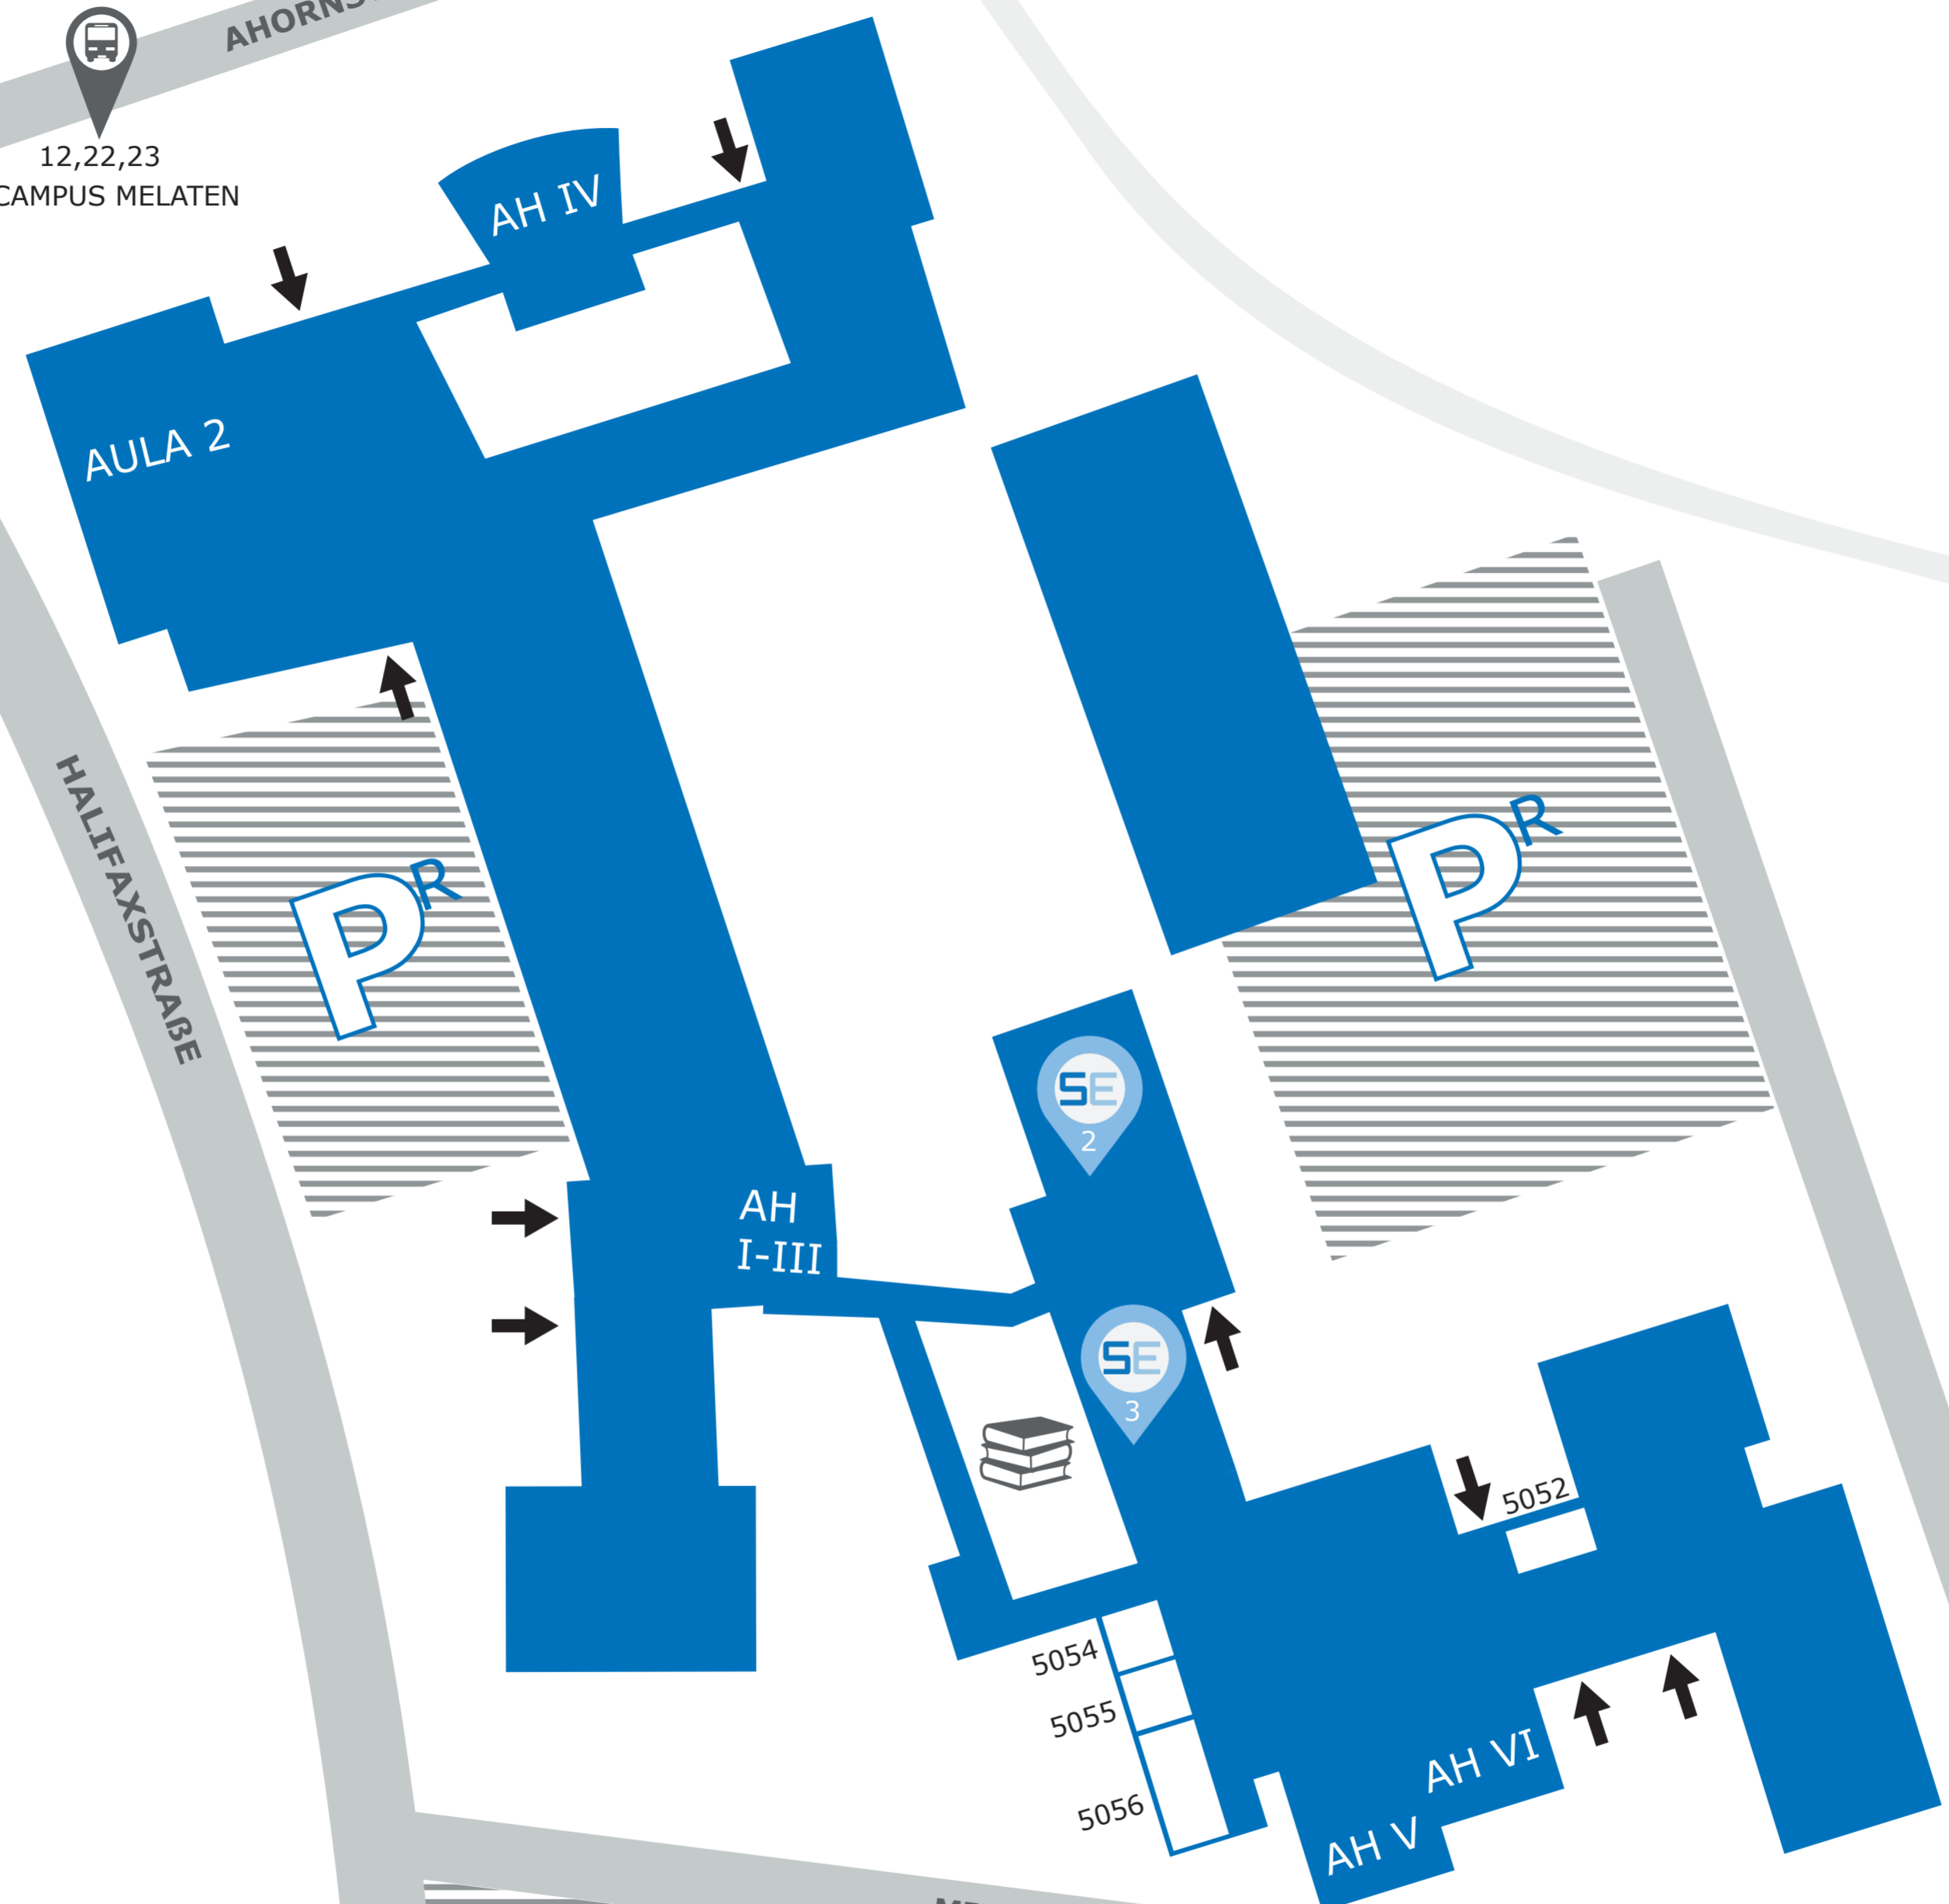 12,22,23
CAMPUS MELATEN
AH IV
AULA 2
HALIFAXSTRAßE
P R
P R
SE
2
AH
I-III
SE
3
5052
5054
5055
5056
AH VI
AH V